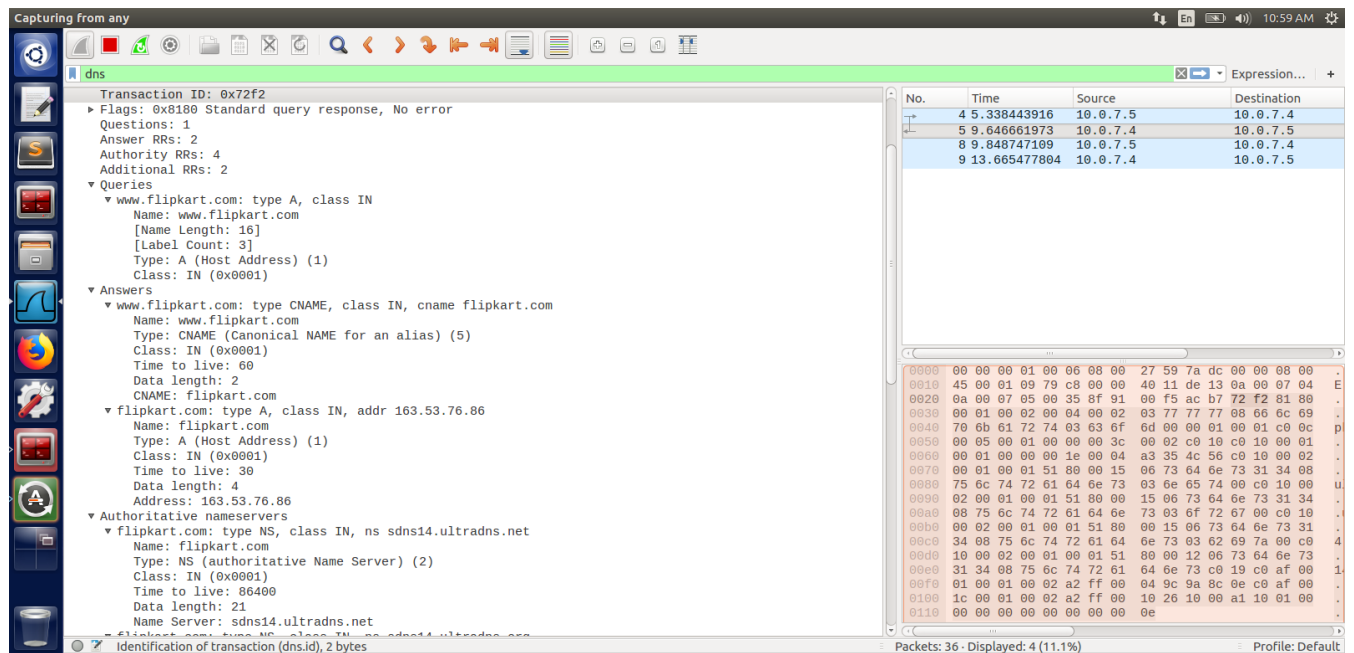 Capturing from any
En
10:59 AM
dns
Expression...
+
Transaction ID: 0x72f2
Flags: 0x8180 Standard query response, No error
Questions: 1
Answer RRs: 2
Authority RRs: 4
Additional RRs: 2
Queries
www.flipkart.com: type A, class IN
Name: www.flipkart.com
[Name Length: 16]
[Label Count: 3]
Type: A (Host Address) (1)
Class: IN (0x0001)
Answers
www.flipkart.com: type CNAME, class IN, cname flipkart.com
Name: www.flipkart.com
Type: CNAME (Canonical NAME for an alias) (5)
Class: IN (0x0001)
Time to live: 60
Data length: 2
CNAME: flipkart.com
flipkart.com: type A, class IN, addr 163.53.76.86
Name: flipkart.com
Type: A (Host Address) (1)
Class: IN (0x0001)
Time to live: 30
Data length: 4
Address: 163.53.76.86
Authoritative nameservers
flipkart.com: type NS, class IN, ns sdns14.ultradns.net
Name: flipkart.com
Type: NS (authoritative Name Server) (2)
Class: IN (0x0001)
Time to live: 86400
Data length: 21
Name Server: sdns14.ultradns.net
flipkart.com: type NS, class IN, ns sdns14.ultradns.org
No. Time Source Destination
4 5.338443916 10.0.7.5 10.0.7.4
5 9.646661973 10.0.7.4 10.0.7.5
8 9.848747109 10.0.7.5 10.0.7.4
9 13.665477804 10.0.7.4 10.0.7.5
0000 00 00 00 01 00 06 08 00 27 59 7a dc 00 00 08 00 .
0010 45 00 01 09 79 c8 00 00 40 11 de 13 0a 00 07 04 E
0020 0a 00 07 05 00 35 8f 91 00 f5 ac b7 72 f2 81 80 .
0030 00 01 00 02 00 04 00 02 03 77 77 77 08 66 6c 69 .
0040 70 6b 61 72 74 03 63 6f 6d 00 00 01 00 01 c0 0c p
0050 00 05 00 01 00 00 00 3c 00 02 c0 10 c0 10 00 01 .
0060 00 01 00 00 00 1e 00 04 a3 35 4c 56 c0 10 00 02 .
0070 00 01 00 01 51 80 00 15 06 73 64 6e 73 31 34 08 .
0080 75 6c 74 72 61 64 6e 73 03 6e 65 74 00 c0 10 00 u
0090 02 00 01 00 01 51 80 00 15 06 73 64 6e 73 31 34 .
00a0 08 75 6c 74 72 61 64 6e 73 03 6f 72 67 00 c0 10 .
00b0 00 02 00 01 00 01 51 80 00 15 06 73 64 6e 73 31 .
00c0 34 08 75 6c 74 72 61 64 6e 73 03 62 69 7a 00 c0 4
00d0 10 00 02 00 01 00 01 51 80 00 12 06 73 64 6e 73 .
00e0 31 34 08 75 6c 74 72 61 64 6e 73 c0 19 c0 af 00 1
00f0 01 00 01 00 02 a2 ff 00 04 9c 9a 8c 0e c0 af 00 .
0100 1c 00 01 00 02 a2 ff 00 10 26 10 00 a1 10 01 00 .
0110 00 00 00 00 00 00 00 0e .
Identification of transaction (dns.id), 2 bytes
Packets: 36 · Displayed: 4 (11.1%)
Profile: Default